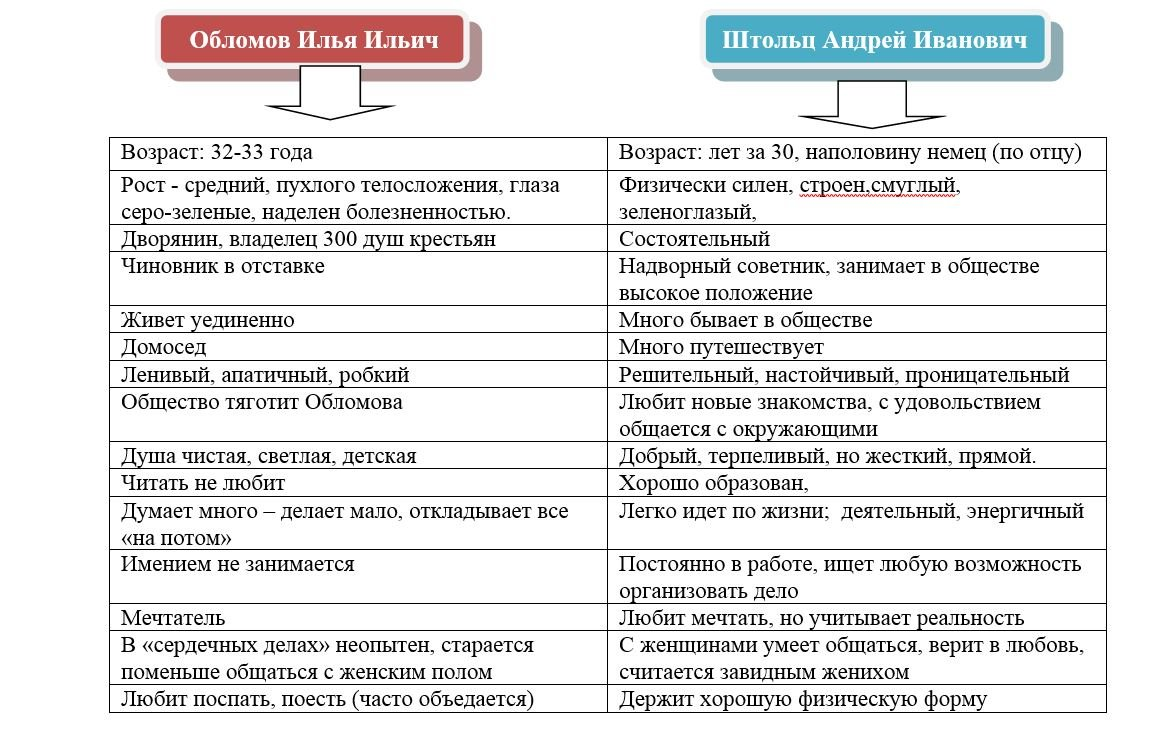 Обломов Илья Ильич
Штольц Андрей Иванович
Возраст: 32-33 года
Возраст: лет за 30, наполовину немец (по отцу)
Рост - средний, пухлого телосложения, глаза
серо-зеленые, наделен болезненностью.
Физически силен, строен,смуглый,
зеленоглазый,
Дворянин, владелец 300 душ крестьян
Состоятельный
Чиновник в отставке
Надворный советник, занимает в обществе
высокое положение
Живет уединенно
Много бывает в обществе
Домосед
Много путешествует
Ленивый, апатичный, робкий
Решительный, настойчивый, проницательный
Общество тяготит Обломова
Любит новые знакомства, с удовольствием
общается с окружающими
Душа чистая, светлая, детская
Добрый, терпеливый, но жесткий, прямой.
Читать не любит
Хорошо образован,
Думает много – делает мало, откладывает все
«на потом»
Легко идет по жизни;  деятельный, энергичный
Имением не занимается
Постоянно в работе, ищет любую возможность
организовать дело
Мечтатель
Любит мечтать, но учитывает реальность
В «сердечных делах» неопытен, старается
поменьше общаться с женским полом
С женщинами умеет общаться, верит в любовь,
считается завидным женихом
Любит поспать, поесть (часто объедается)
Держит хорошую физическую форму